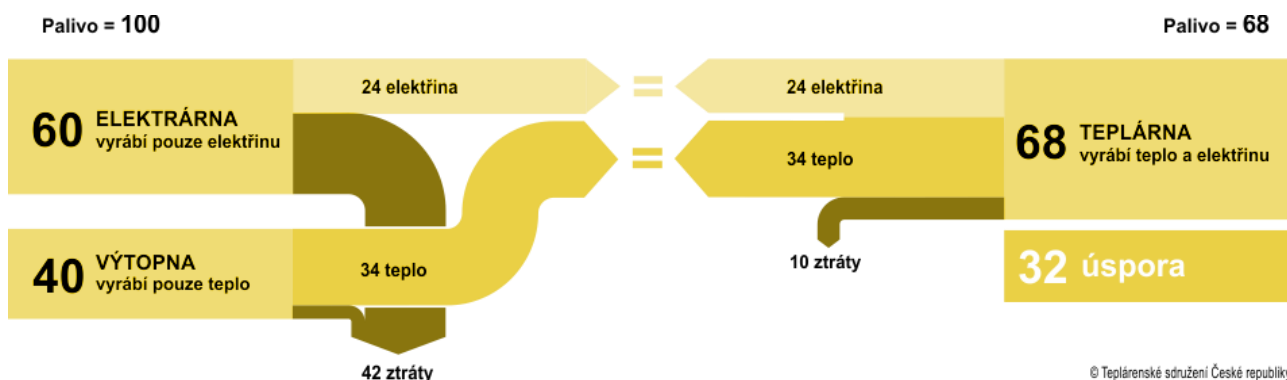 Palivo = 100
Palivo = 68
24 elektřina
24 elektřina
60 ELEKTRÁRNA
vyrábí pouze elektřinu
68 TEPLÁRNA
vyrábí teplo a elektřinu
34 teplo
40 VÝTOPNA
vyrábí pouze teplo
34 teplo
10 ztráty
32 úspora
42 ztráty
© Teplárenské sdružení České republiky